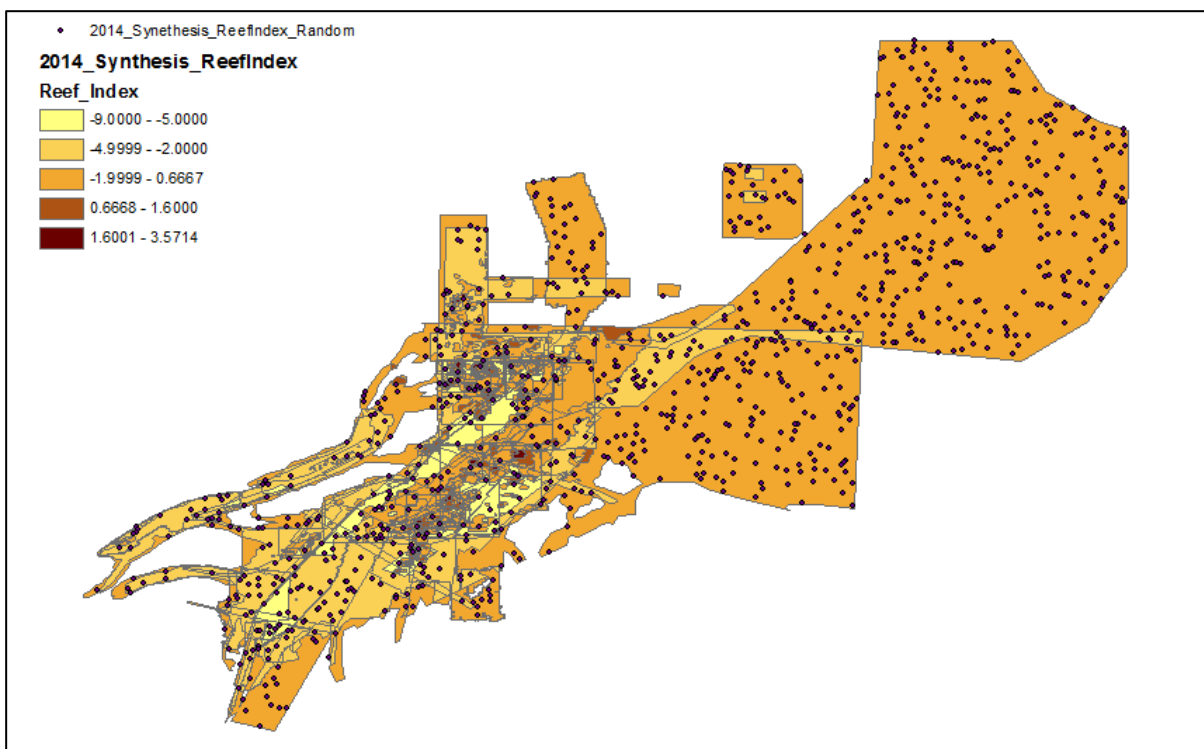 2014_Synethesis_ReefIndex_Random
2014_Synthesis_ReefIndex
Reef_Index
-9.0000 - -5.0000
-4.9999 - -2.0000
-1.9999 - 0.6667
0.6668 - 1.6000
1.6001 - 3.5714